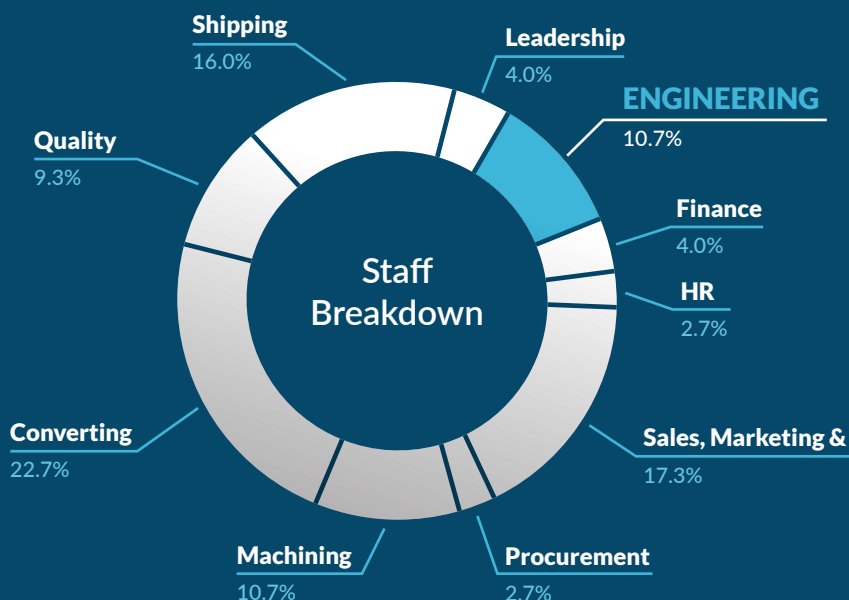 Shipping
16.0%
Leadership
4.0%
ENGINEERING
10.7%
Quality
9.3%
Finance
4.0%
HR
2.7%
Staff
Breakdown
Converting
22.7%
Sales, Marketing &
17.3%
Machining
10.7%
Procurement
2.7%